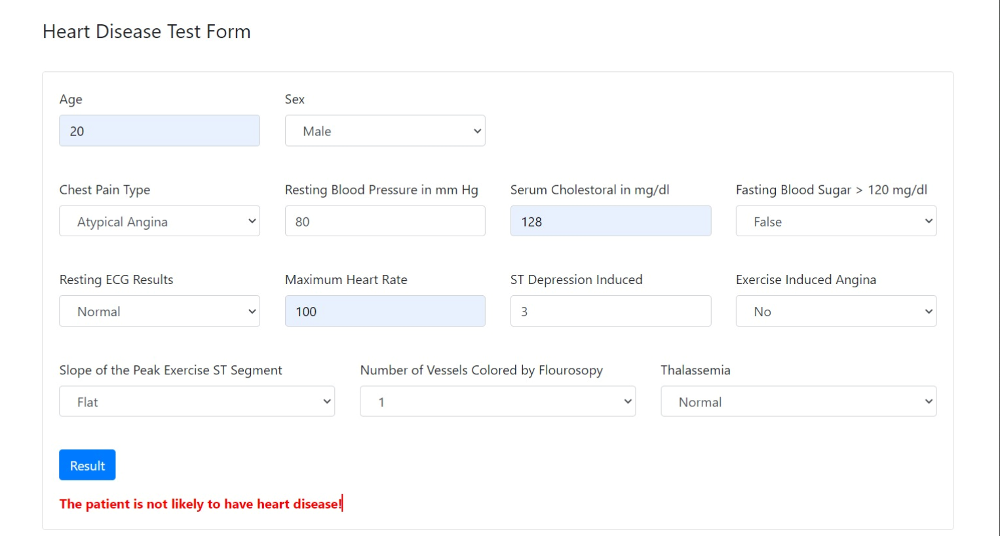 Heart Disease Test Form
Age Sex
20 Male
Chest Pain Type Resting Blood Pressure in mm Hg Serum Cholestoral in mg/dl Fasting Blood Sugar > 120 mg/dl
Atypical Angina 80 128 False
Resting ECG Results Maximum Heart Rate ST Depression Induced Exercise Induced Angina
Normal 100 3 No
Slope of the Peak Exercise ST Segment Number of Vessels Colored by Flourosopy Thalassemia
Flat 1 Normal
Result
The patient is not likely to have heart disease!